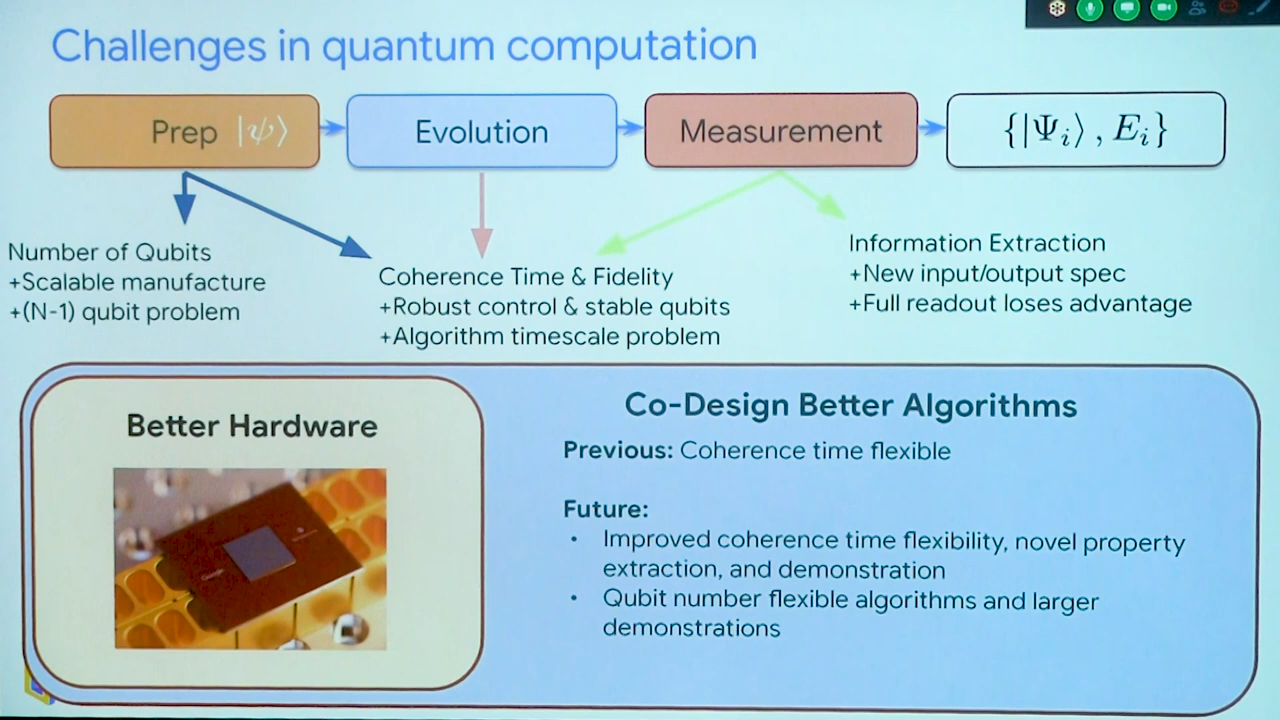 Challenges in quantum computation
Prep |ψ⟩
Evolution
Measurement
{|Ψᵢ⟩ , Eᵢ}
Number of Qubits
+Scalable manufacture
+(N-1) qubit problem
Coherence Time & Fidelity
+Robust control & stable qubits
+Algorithm timescale problem
Information Extraction
+New input/output spec
+Full readout loses advantage
Better Hardware
Co-Design Better Algorithms
Previous: Coherence time flexible
Future:
• Improved coherence time flexibility, novel property
extraction, and demonstration
• Qubit number flexible algorithms and larger
demonstrations